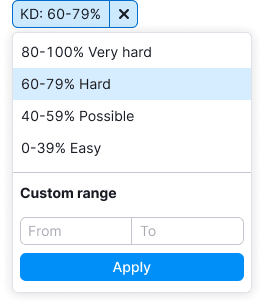 KD: 60-79%
80-100% Very hard
60-79% Hard
40-59% Possible
0-39% Easy
Custom range
From To
Apply